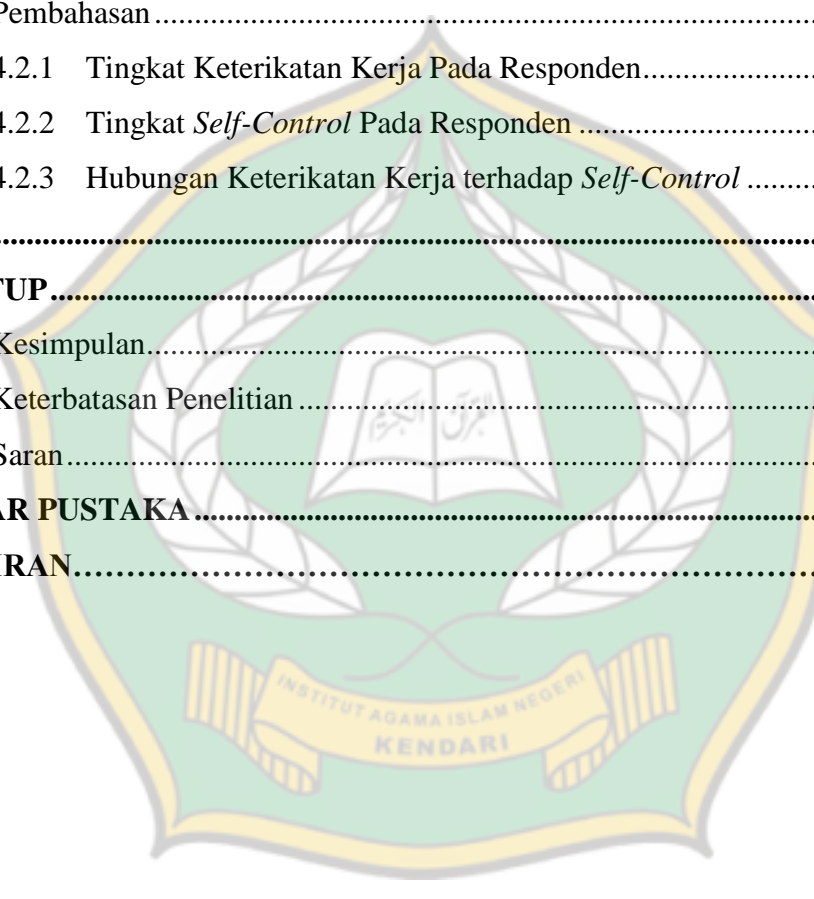 Pembahasan
4.2.1 Tingkat Keterikatan Kerja Pada Responden
4.2.2 Tingkat Self-Control Pada Responden
4.2.3 Hubungan Keterikatan Kerja terhadap Self-Control
TUP
Kesimpulan
Keterbatasan Penelitian
Saran
AR PUSTAKA
IRAN
القرآن الكريم
INSTITUT AGAMA ISLAM NEGERI
KENDARI